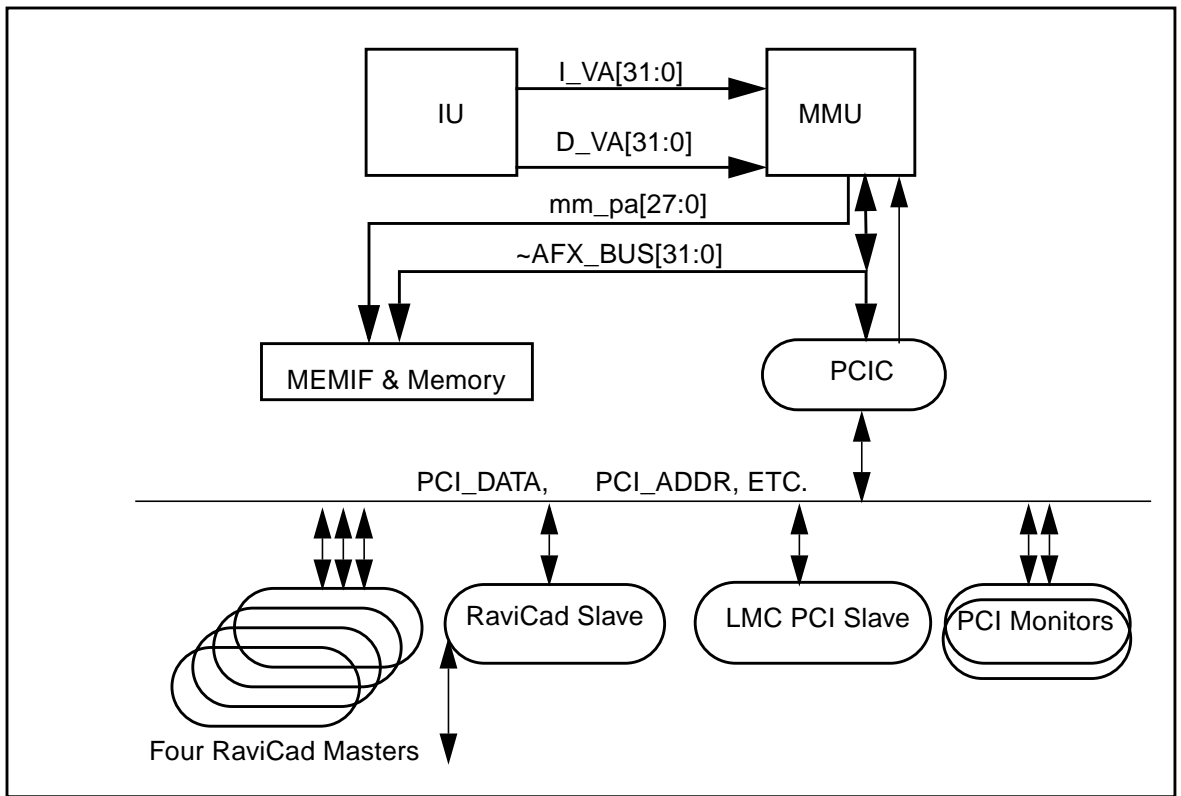 I_VA[31:0]
IU
MMU
D_VA[31:0]
mm_pa[27:0]
~AFX_BUS[31:0]
MEMIF & Memory
PCIC
PCI_DATA, PCI_ADDR, ETC.
RaviCad Slave
LMC PCI Slave
PCI Monitors
Four RaviCad Masters